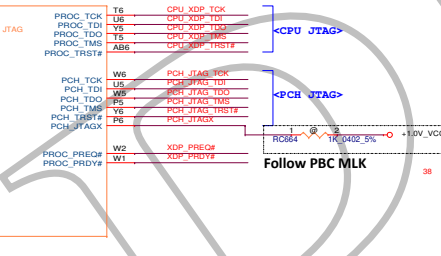 JTAG
PROC_TCK T6 CPU_XDP_TCK
PROC_TDI U6 CPU_XDP_TDI
PROC_TDO Y5 CPU_XDP_TDO
PROC_TMS T5 CPU_XDP_TMS
PROC_TRST# AB6 CPU_XDP_TRST#
<CPU JTAG>
PCH_TCK W6 PCH_JTAG_TCK
PCH_TDI U5 PCH_JTAG_TDI
PCH_TDO W5 PCH_JTAG_TDO
PCH_TMS P5 PCH_JTAG_TMS
PCH_TRST# Y6 PCH_JTAG_TRST#
PCH_JTAGX P6 PCH_JTAGX
<PCH JTAG>
1 @ 2 +1.0V_VCC
RC664 1K_0402_5%
PROC_PREQ# W2 XDP_PREQ#
PROC_PRDY# W1 XDP_PRDY#
Follow PBC MLK
38